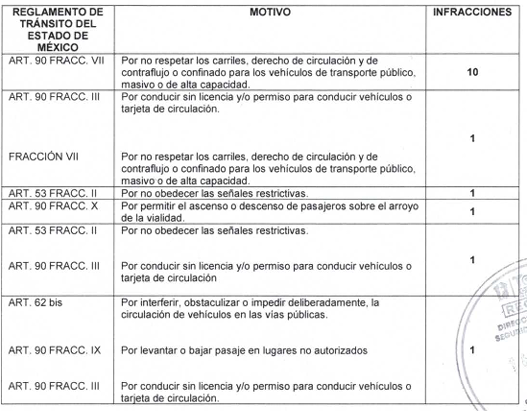 REGLAMENTO DE MOTIVO INFRACCIONES
TRÁNSITO DEL
ESTADO DE
MÉXICO
ART. 90 FRACC. VII Por no respetar los carriles, derecho de circulación y de
contraflujo o confinado para los vehículos de transporte público, 10
masivo o de alta capacidad.
ART. 90 FRACC. III Por conducir sin licencia y/o permiso para conducir vehículos o
tarjeta de circulación.
1
FRACCIÓN VII Por no respetar los carriles, derecho de circulación y de
contraflujo o confinado para los vehículos de transporte público,
masivo o de alta capacidad.
ART. 53 FRACC. II Por no obedecer las señales restrictivas. 1
ART. 90 FRACC. X Por permitir el ascenso o descenso de pasajeros sobre el arroyo 1
de la vialidad.
ART. 53 FRACC. II Por no obedecer las señales restrictivas.
1
ART. 90 FRACC. III Por conducir sin licencia y/o permiso para conducir vehículos o
tarjeta de circulación
ART. 62 bis Por interferir, obstaculizar o impedir deliberadamente, la
circulación de vehículos en las vías públicas.
ART. 90 FRACC. IX Por levantar o bajar pasaje en lugares no autorizados 1
ART. 90 FRACC. III Por conducir sin licencia y/o permiso para conducir vehículos o
tarjeta de circulación.